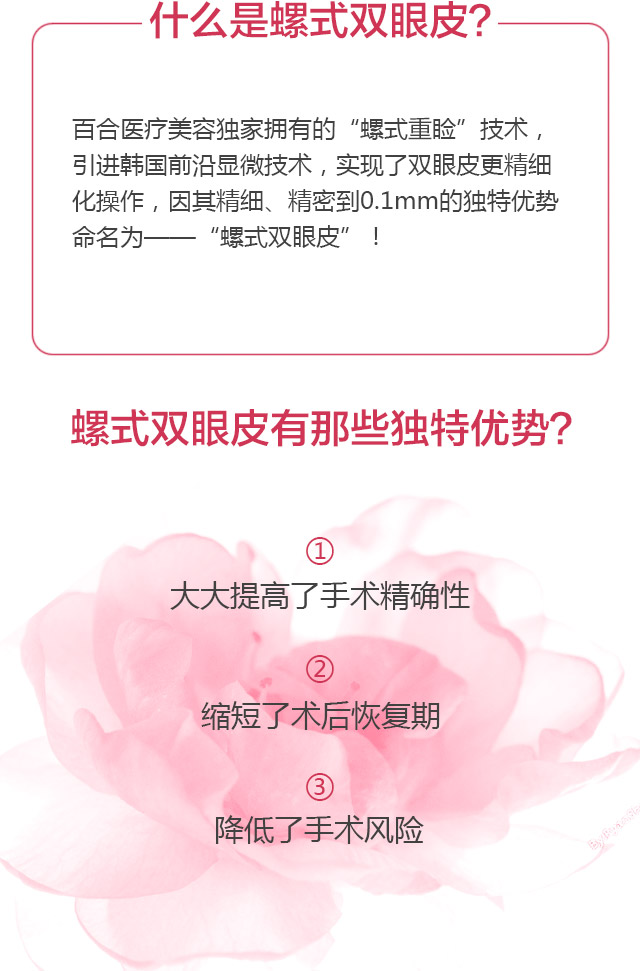 什么是螺式双眼皮?
百合医疗美容独家拥有的“螺式重睑”技术，
引进韩国前沿显微技术，实现了双眼皮更精细
化操作，因其精细、精密到0.1mm的独特优势
命名为——“螺式双眼皮”！
螺式双眼皮有那些独特优势?
①
大大提高了手术精确性
②
缩短了术后恢复期
③
降低了手术风险